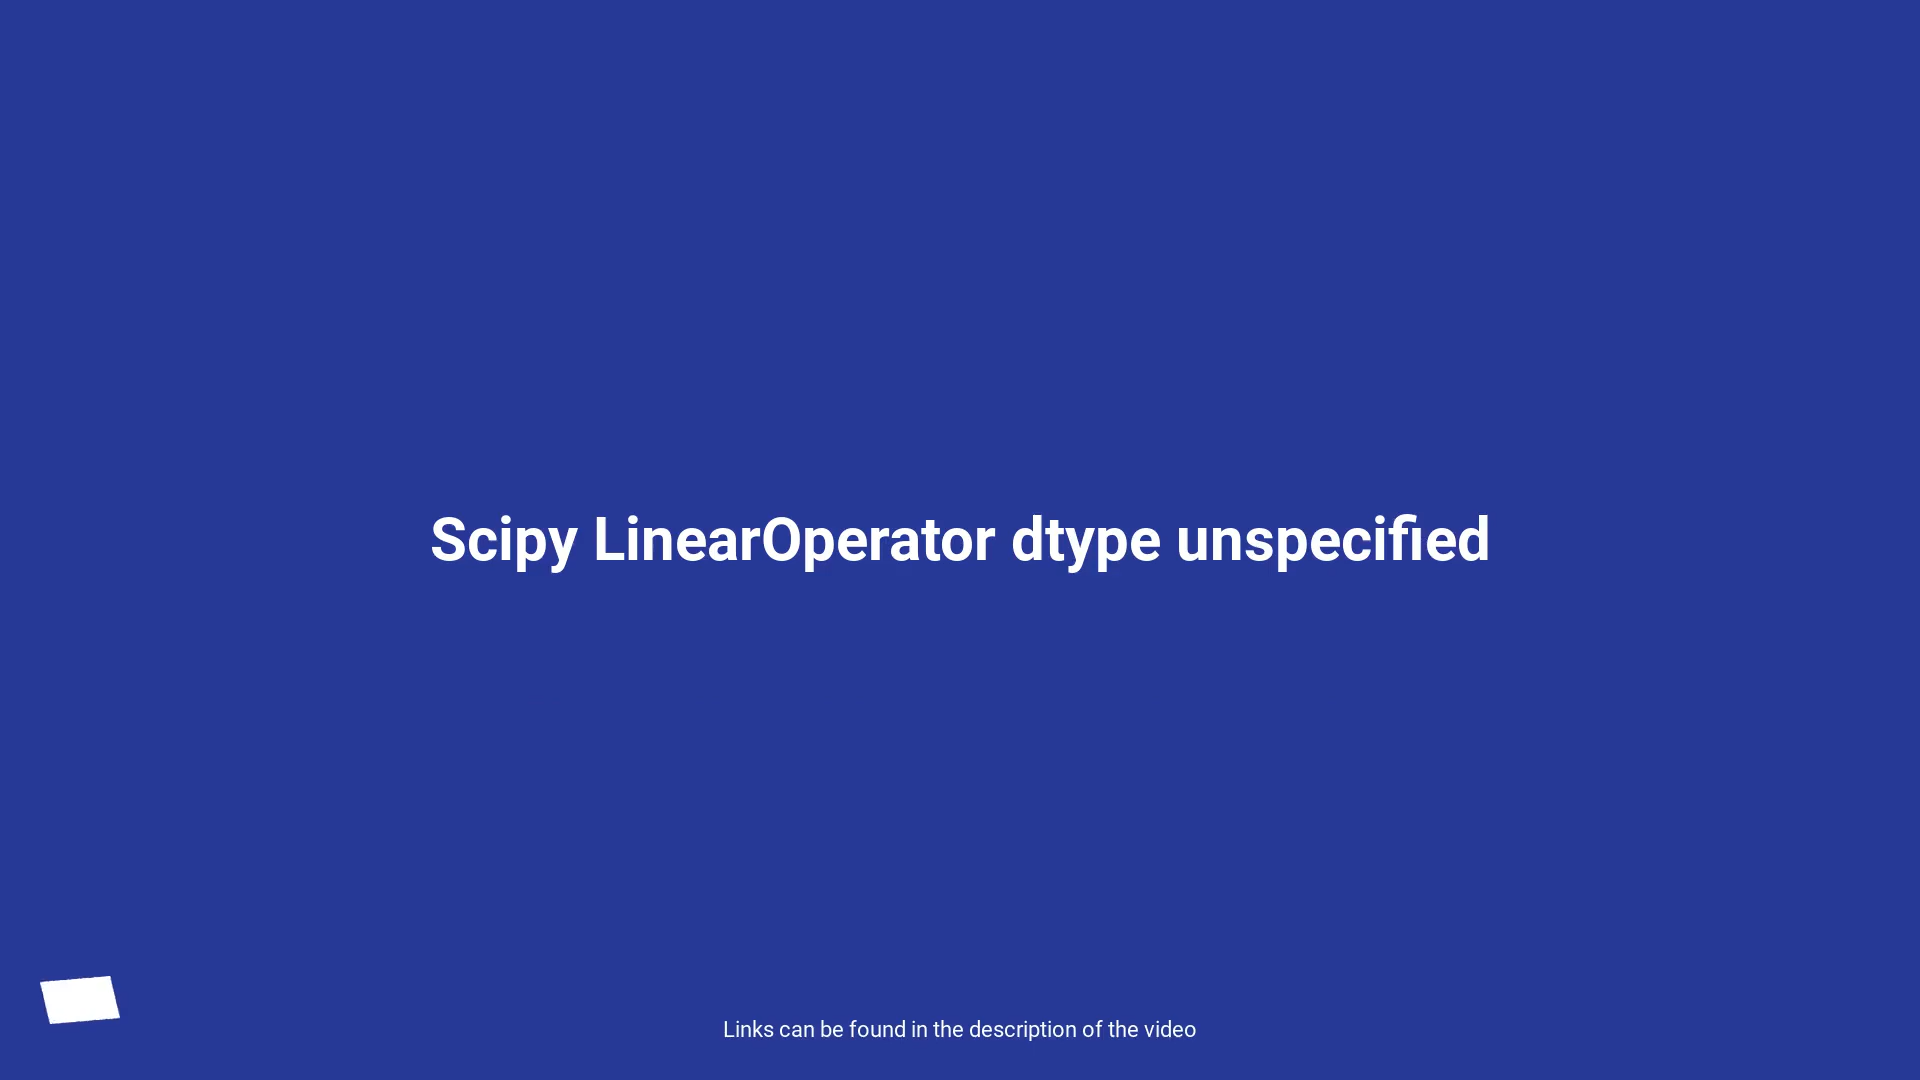 Scipy LinearOperator dtype unspecified
Links can be found in the description of the video